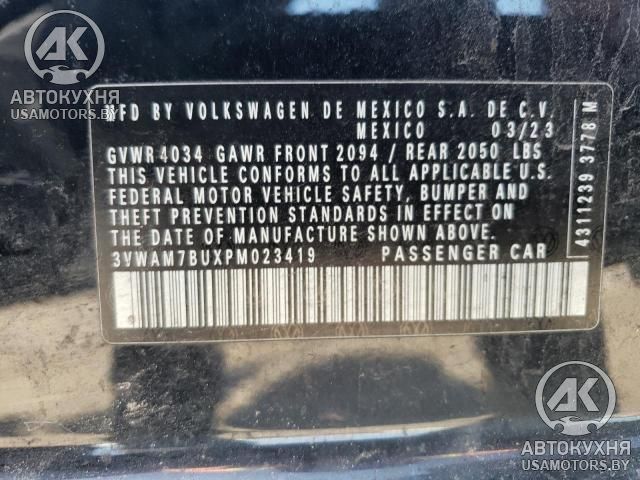 AK
АВТОКУХНЯ
USAMOTORS.BY
MFD BY VOLKSWAGEN DE MEXICO S.A. DE C.V.
MEXICO 03/23
GVWR 4034 GAWR FRONT 2094 / REAR 2050 LBS
THIS VEHICLE CONFORMS TO ALL APPLICABLE U.S.
FEDERAL MOTOR VEHICLE SAFETY, BUMPER AND
THEFT PREVENTION STANDARDS IN EFFECT ON
THE DATE OF MANUFACTURE SHOWN ABOVE.
3VWAM7BUXPM023419 PASSENGER CAR
4311239 3778 M
AK
АВТОКУХНЯ
USAMOTORS.BY